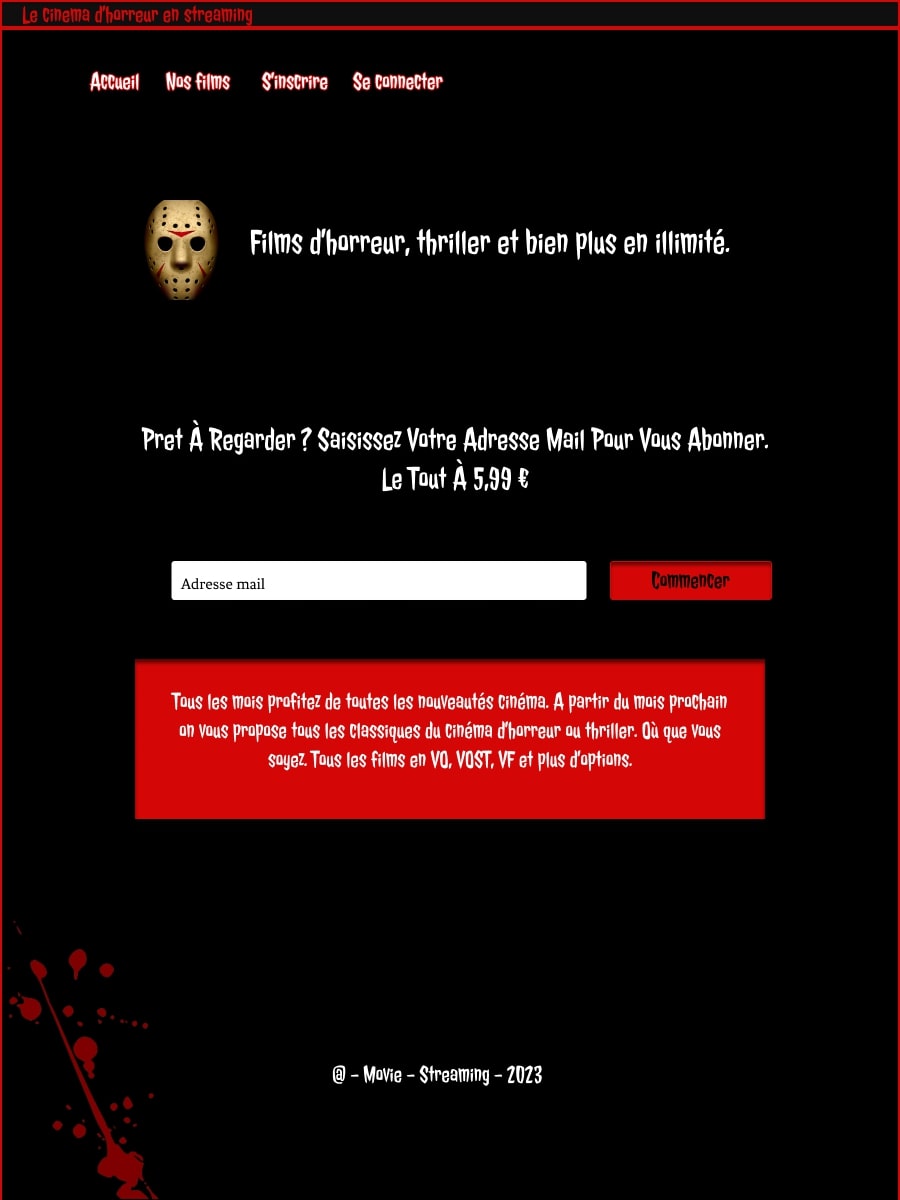 Le cinema d'horreur en streaming
Accueil Nos films S'inscrire Se connecter
Films d'horreur, thriller et bien plus en illimité.
Pret À Regarder ? Saisissez Votre Adresse Mail Pour Vous Abonner.
Le Tout À 5,99 €
Adresse mail Commencer
Tous les mois profitez de toutes les nouveautés cinéma. A partir du mois prochain
on vous propose tous les classiques du cinéma d'horreur ou thriller. Où que vous
soyez. Tous les films en VO, VOST, VF et plus d'options.
@ – Movie – Streaming – 2023